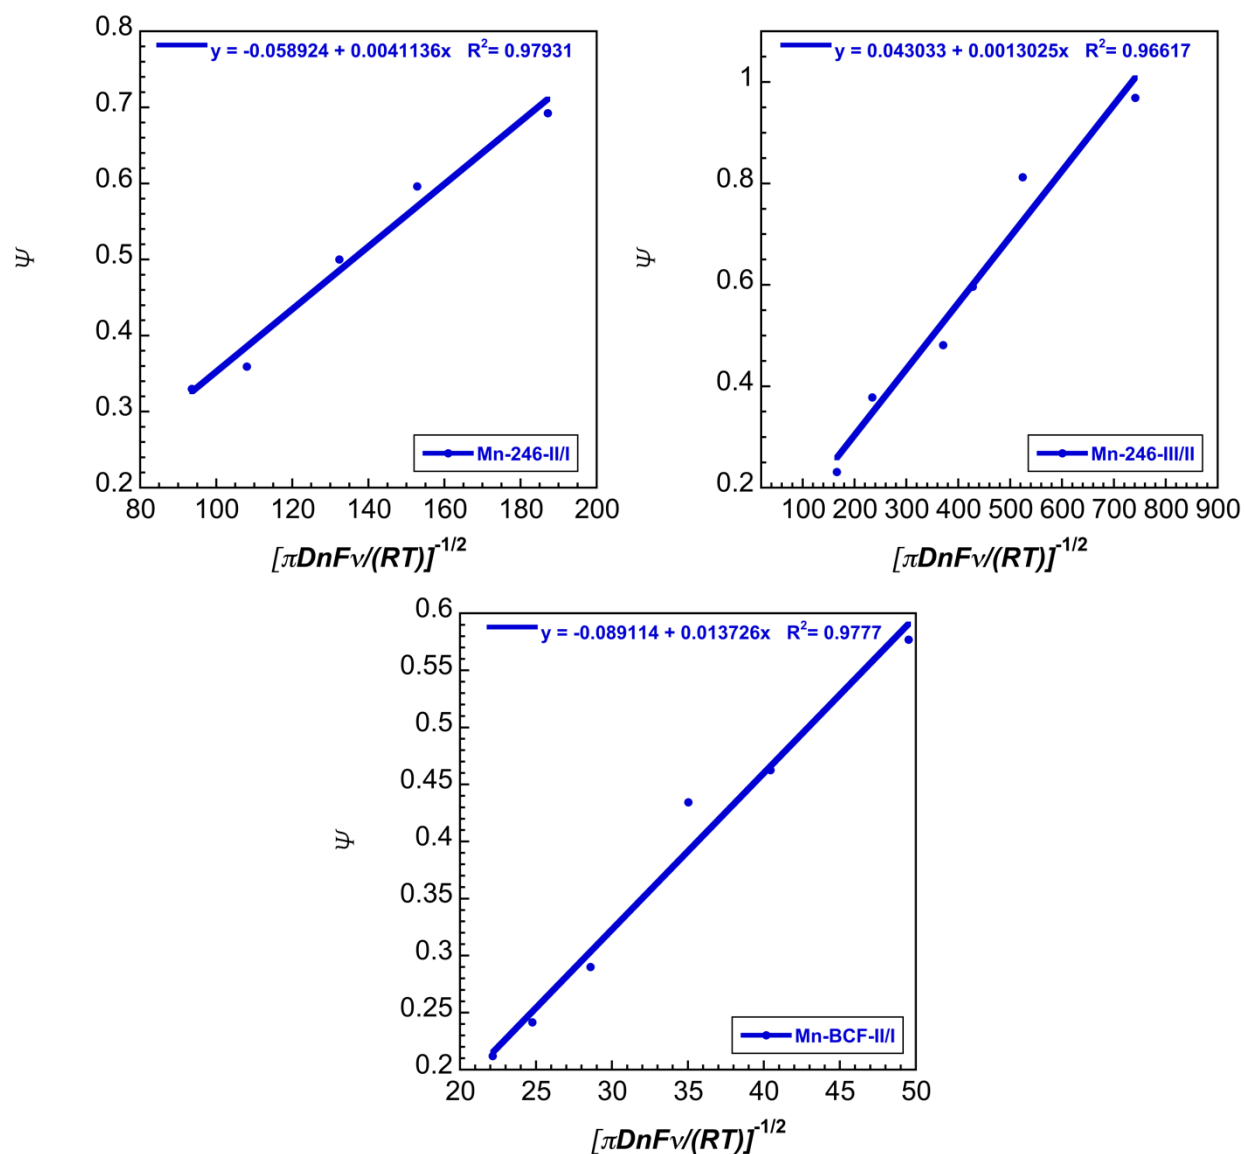 y = -0.058924 + 0.0041136x R²= 0.97931
0.8
0.7
0.6
0.5
0.4
0.3
0.2
Ψ
Mn-246-II/I
80 100 120 140 160 180 200
[πDnFν/(RT)]^-1/2
y = 0.043033 + 0.0013025x R²= 0.96617
1
0.8
0.6
0.4
0.2
Ψ
Mn-246-III/II
100 200 300 400 500 600 700 800 900
[πDnFν/(RT)]^-1/2
y = -0.089114 + 0.013726x R²= 0.9777
0.6
0.55
0.5
0.45
0.4
0.35
0.3
0.25
0.2
Ψ
Mn-BCF-II/I
20 25 30 35 40 45 50
[πDnFν/(RT)]^-1/2